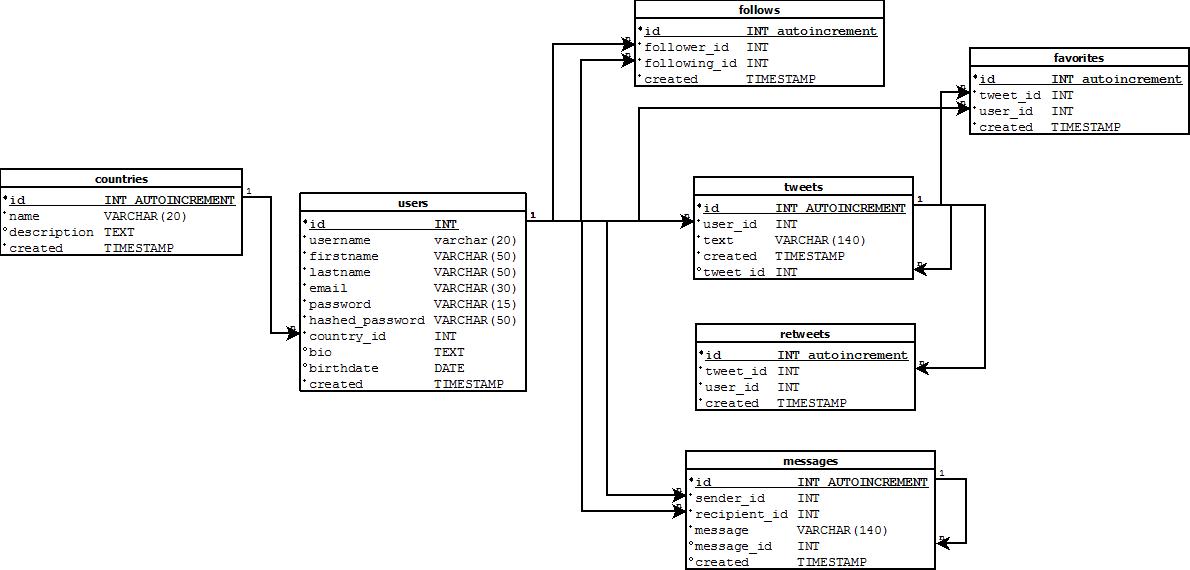 follows
id INT autoincrement
follower_id INT
following_id INT
created TIMESTAMP
favorites
id INT autoincrement
tweet_id INT
user_id INT
created TIMESTAMP
countries
id INT AUTOINCREMENT
name VARCHAR(20)
description TEXT
created TIMESTAMP
1
users
id INT
username varchar(20)
firstname VARCHAR(50)
lastname VARCHAR(50)
email VARCHAR(30)
password VARCHAR(15)
hashed_password VARCHAR(50)
country_id INT
bio TEXT
birthdate DATE
created TIMESTAMP
1
tweets
id INT AUTOINCREMENT
user_id INT
text VARCHAR(140)
created TIMESTAMP
tweet_id INT
1
retweets
id INT autoincrement
tweet_id INT
user_id INT
created TIMESTAMP
messages
id INT AUTOINCREMENT
sender_id INT
recipient_id INT
message VARCHAR(140)
message_id INT
created TIMESTAMP
1